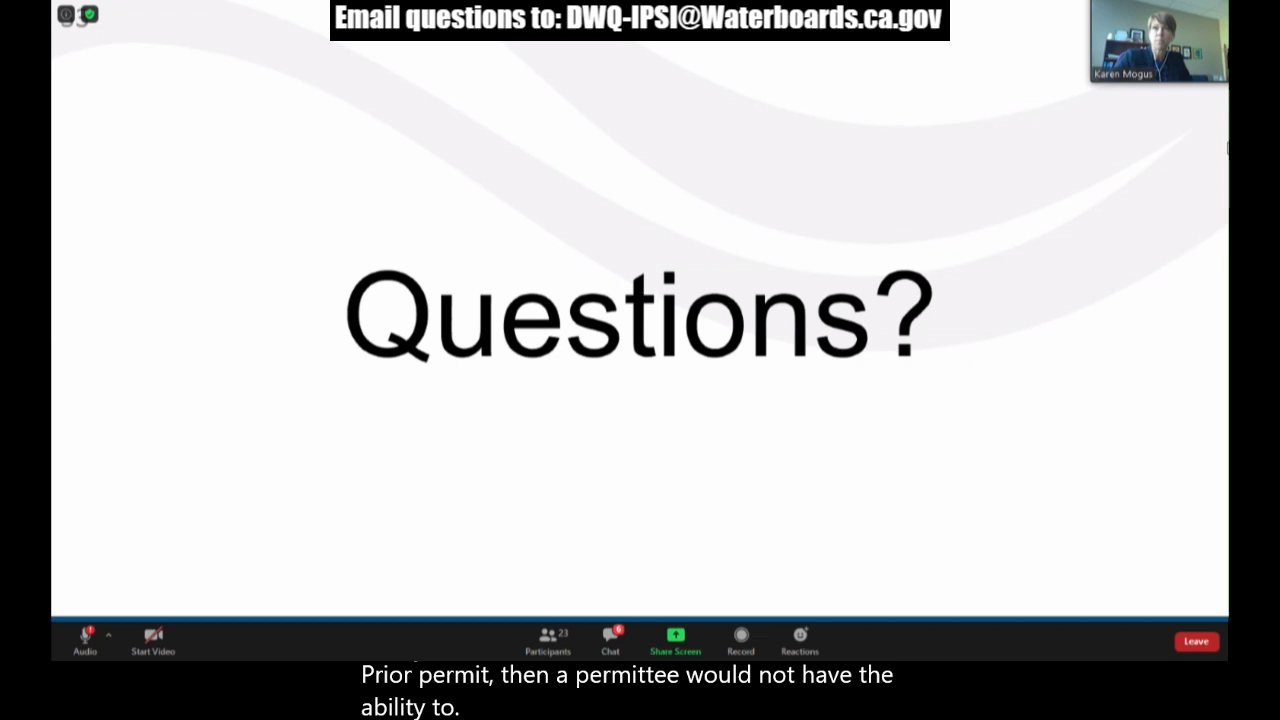 Email questions to: DWQ-IPSI@Waterboards.ca.gov
Karen Mogus
Questions?
23
6
Audio
Start Video
Participants
Chat
Share Screen
Record
Reactions
Leave
Prior permit, then a permittee would not have the
ability to.